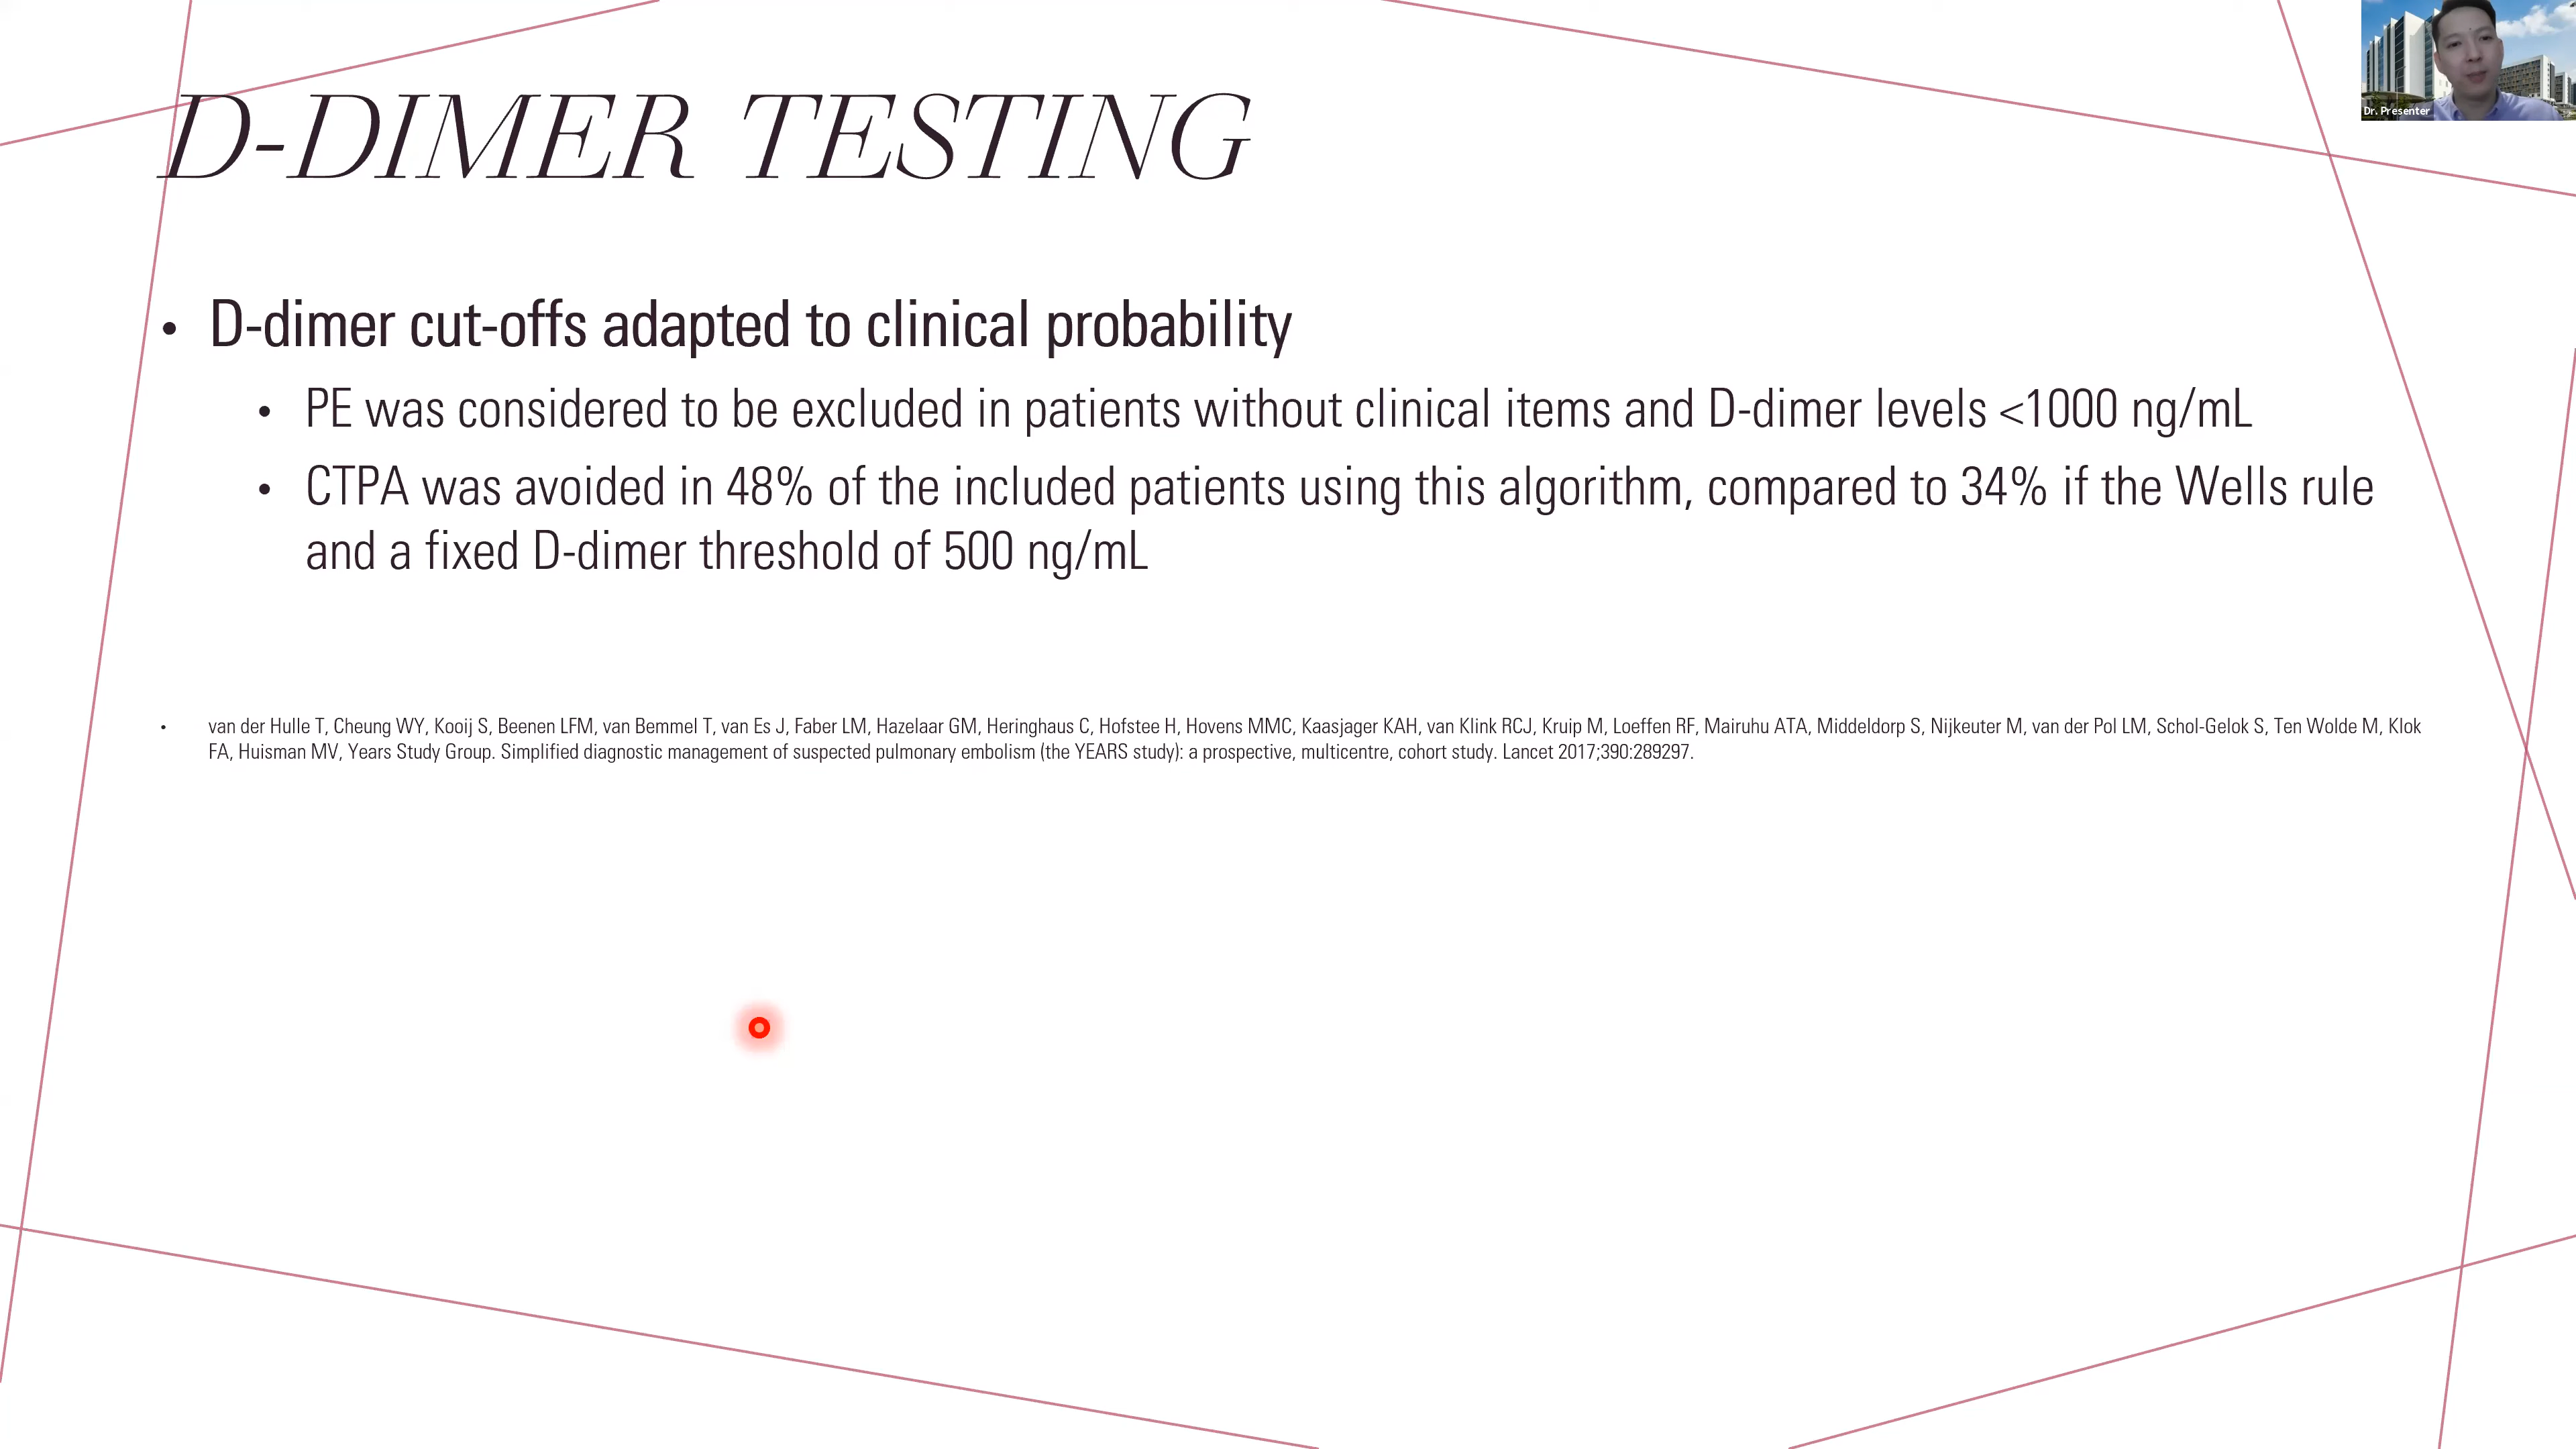 Dr. Presenter
D-DIMER TESTING
• D-dimer cut-offs adapted to clinical probability
• PE was considered to be excluded in patients without clinical items and D-dimer levels <1000 ng/mL
• CTPA was avoided in 48% of the included patients using this algorithm, compared to 34% if the Wells rule
and a fixed D-dimer threshold of 500 ng/mL
• van der Hulle T, Cheung WY, Kooij S, Beenen LFM, van Bemmel T, van Es J, Faber LM, Hazelaar GM, Heringhaus C, Hofstee H, Hovens MMC, Kaasjager KAH, van Klink RCJ, Kruip M, Loeffen RF, Mairuhu ATA, Middeldorp S, Nijkeuter M, van der Pol LM, Schol-Gelok S, Ten Wolde M, Klok
FA, Huisman MV, Years Study Group. Simplified diagnostic management of suspected pulmonary embolism (the YEARS study): a prospective, multicentre, cohort study. Lancet 2017;390:289297.